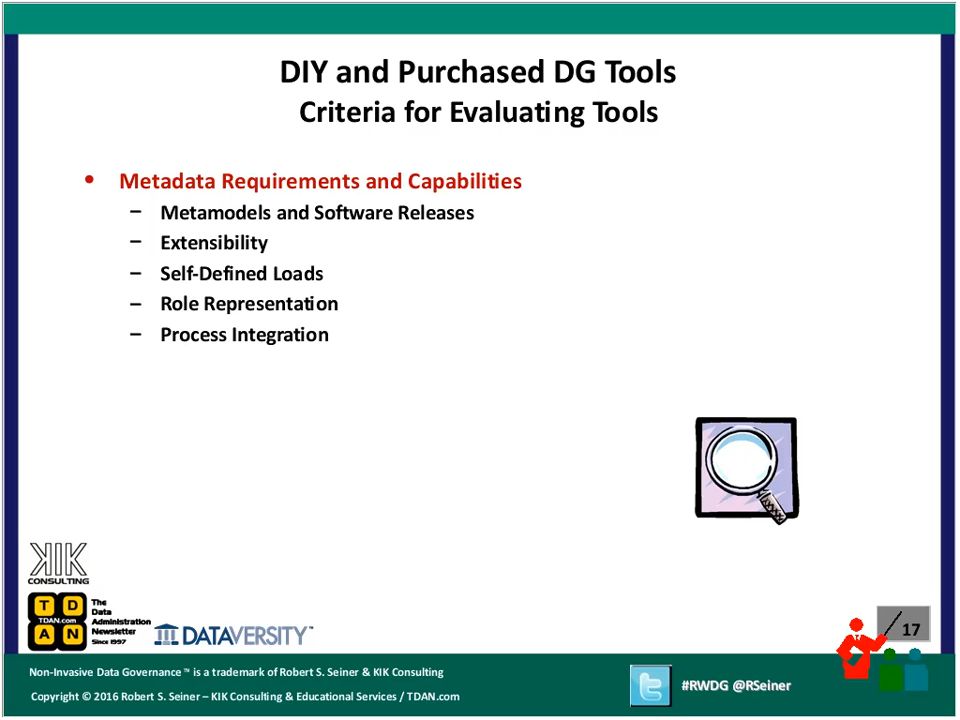 DIY and Purchased DG Tools
Criteria for Evaluating Tools
• Metadata Requirements and Capabilities
– Metamodels and Software Releases
– Extensibility
– Self-Defined Loads
– Role Representation
– Process Integration
KIK
CONSULTING
T D
TDAN.com
A N
The
Data
Administration
Newsletter
Since 1997
DATAVERSITY™
17
Non-Invasive Data Governance ™ is a trademark of Robert S. Seiner & KIK Consulting
Copyright © 2016 Robert S. Seiner – KIK Consulting & Educational Services / TDAN.com
#RWDG @RSeiner